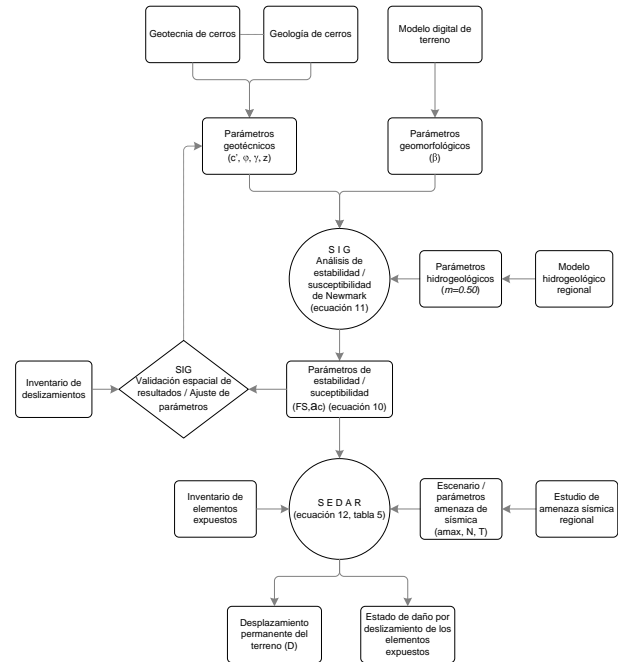 Geotecnia de cerros
Geología de cerros
Modelo digital de
terreno
Parámetros
geotécnicos
(c', φ, γ, z)
Parámetros
geomorfológicos
(β)
S I G
Análisis de
estabilidad /
susceptibilidad
de Newmark
(ecuación 11)
Parámetros
hidrogeológicos
(m=0.50)
Modelo
hidrogeológico
regional
Inventario de
deslizamientos
SIG
Validación espacial de
resultados / Ajuste de
parámetros
Parámetros de
estabilidad /
suceptibilidad
(FS,ac) (ecuación 10)
Inventario de
elementos
expuestos
S E D A R
(ecuación 12, tabla 5)
Escenario /
parámetros
amenaza de
sísmica
(amax, N, T)
Estudio de
amenaza sísmica
regional
Desplazamiento
permanente del
terreno (D)
Estado de daño por
deslizamiento de los
elementos
expuestos